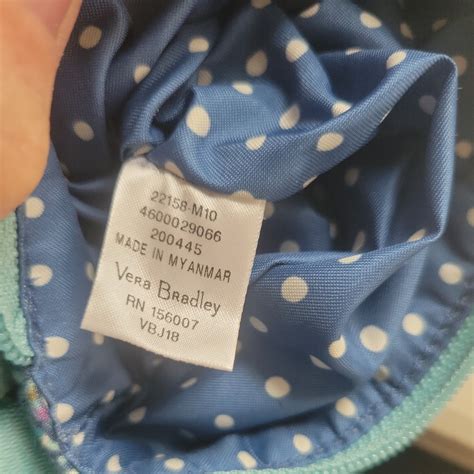 22158-M10
4600029066
200445
MADE IN MYANMAR
Vera Bradley
RN 156007
VBJ18